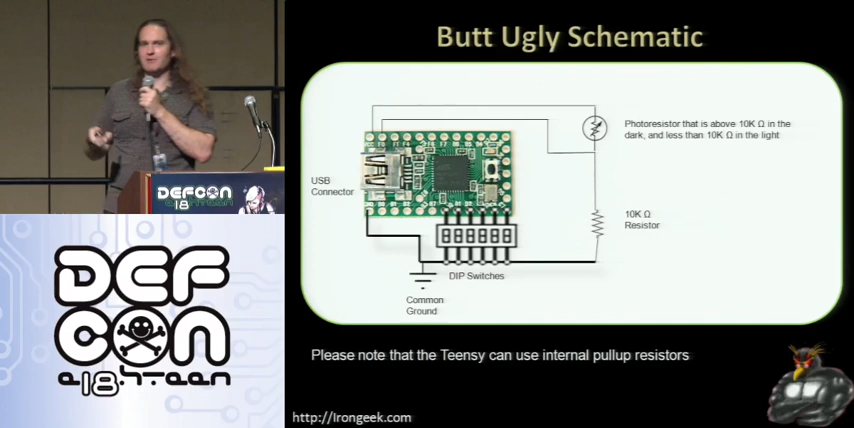 Butt Ugly Schematic
Photoresistor that is above 10K Ω in the
dark, and less than 10K Ω in the light
USB
Connector
10K Ω
Resistor
DIP Switches
Common
Ground
Please note that the Teensy can use internal pullup resistors
http://Irongeek.com
DEFCON
18
DEF
CON
e18hteen